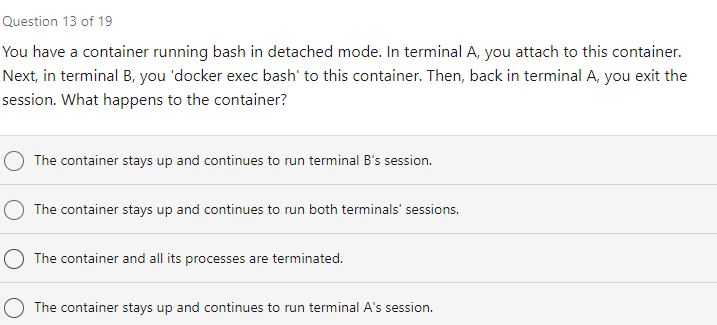 Question 13 of 19
You have a container running bash in detached mode. In terminal A, you attach to this container.
Next, in terminal B, you 'docker exec bash' to this container. Then, back in terminal A, you exit the
session. What happens to the container?
The container stays up and continues to run terminal B's session.
The container stays up and continues to run both terminals' sessions.
The container and all its processes are terminated.
The container stays up and continues to run terminal A's session.